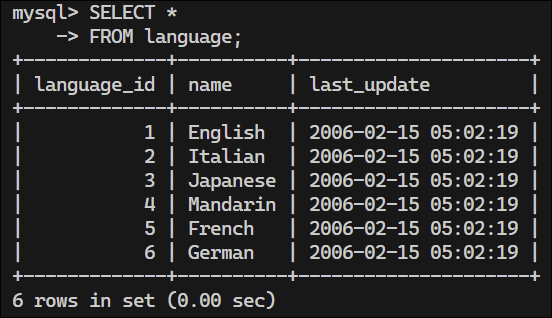 mysql> SELECT *
    -> FROM language;
+-------------+----------+---------------------+
| language_id | name     | last_update         |
+-------------+----------+---------------------+
|           1 | English  | 2006-02-15 05:02:19 |
|           2 | Italian  | 2006-02-15 05:02:19 |
|           3 | Japanese | 2006-02-15 05:02:19 |
|           4 | Mandarin | 2006-02-15 05:02:19 |
|           5 | French   | 2006-02-15 05:02:19 |
|           6 | German   | 2006-02-15 05:02:19 |
+-------------+----------+---------------------+
6 rows in set (0.00 sec)